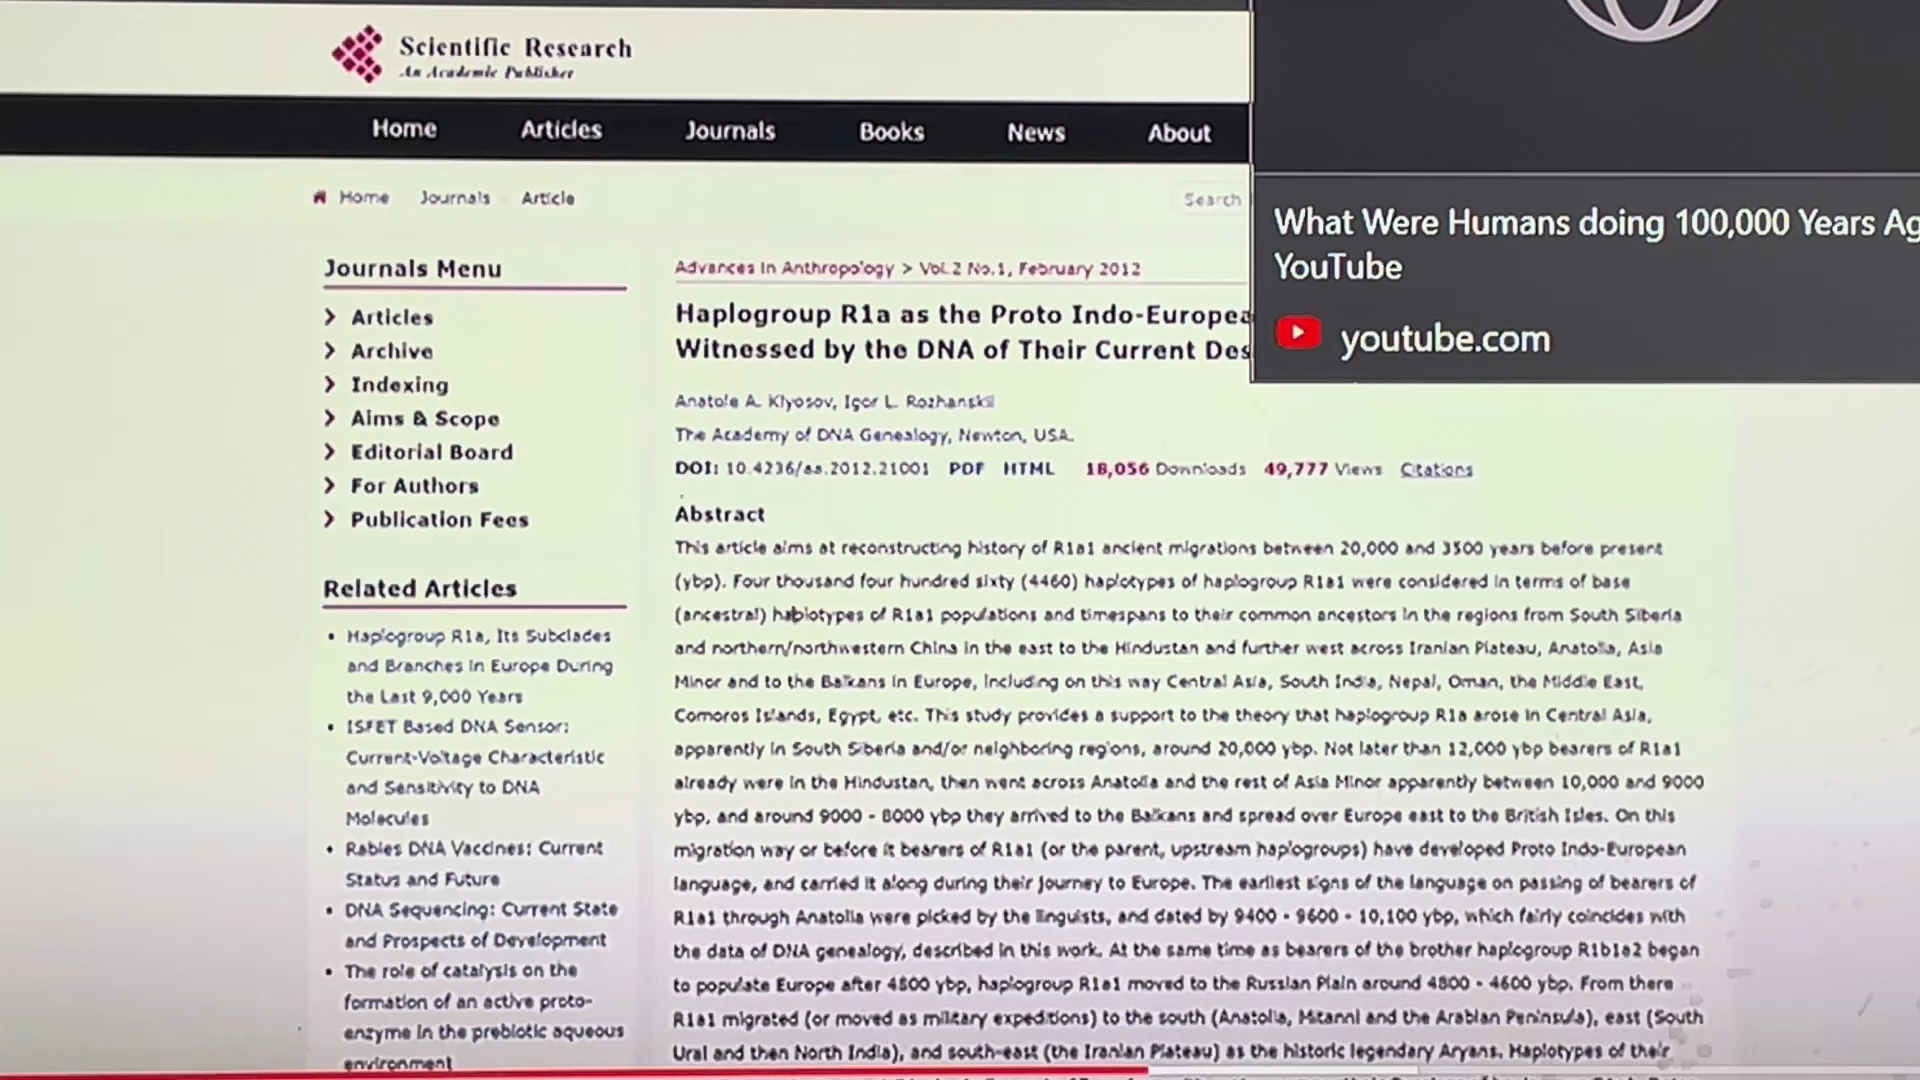 Scientific Research
An Academic Publisher
Home Articles Journals Books News About
Home Journals Article
Search
What Were Humans doing 100,000 Years Ag
YouTube
youtube.com
Journals Menu
Articles
Archive
Indexing
Aims & Scope
Editorial Board
For Authors
Publication Fees
Related Articles
Haplogroup R1a, Its Subclades
and Branches in Europe During
the Last 9,000 Years
ISFET Based DNA Sensor:
Current-Voltage Characteristic
and Sensitivity to DNA
Molecules
Rabies DNA Vaccines: Current
Status and Future
DNA Sequencing: Current State
and Prospects of Development
The role of catalysis on the
formation of an active proto-
enzyme in the prebiotic aqueous
environment
Advances in Anthropology > Vol.2 No.1, February 2012
Haplogroup R1a as the Proto Indo-Europea
Witnessed by the DNA of Their Current Des
Anatole A. Klyosov, Igor L. Rozhanskii
The Academy of DNA Genealogy, Newton, USA.
DOI: 10.4236/aa.2012.21001 PDF HTML 18,056 Downloads 49,777 Views Citations
Abstract
This article aims at reconstructing history of R1a1 ancient migrations between 20,000 and 3500 years before present
(ybp). Four thousand four hundred sixty (4460) haplotypes of haplogroup R1a1 were considered in terms of base
(ancestral) haplotypes of R1a1 populations and timespans to their common ancestors in the regions from South Siberia
and northern/northwestern China in the east to the Hindustan and further west across Iranian Plateau, Anatolia, Asia
Minor and to the Balkans in Europe, including on this way Central Asia, South India, Nepal, Oman, the Middle East,
Comoros Islands, Egypt, etc. This study provides a support to the theory that haplogroup R1a arose in Central Asia,
apparently in South Siberia and/or neighboring regions, around 20,000 ybp. Not later than 12,000 ybp bearers of R1a1
already were in the Hindustan, then went across Anatolia and the rest of Asia Minor apparently between 10,000 and 9000
ybp, and around 9000 - 8000 ybp they arrived to the Balkans and spread over Europe east to the British Isles. On this
migration way or before it bearers of R1a1 (or the parent, upstream haplogroups) have developed Proto Indo-European
language, and carried it along during their journey to Europe. The earliest signs of the language on passing of bearers of
R1a1 through Anatolia were picked by the linguists, and dated by 9400 - 9600 - 10,100 ybp, which fairly coincides with
the data of DNA genealogy, described in this work. At the same time as bearers of the brother haplogroup R1b1a2 began
to populate Europe after 4800 ybp, haplogroup R1a1 moved to the Russian Plain around 4800 - 4600 ybp. From there
R1a1 migrated (or moved as military expeditions) to the south (Anatolia, Mitanni and the Arabian Peninsula), east (South
Ural and then North India), and south-east (the Iranian Plateau) as the historic legendary Aryans. Haplotypes of their